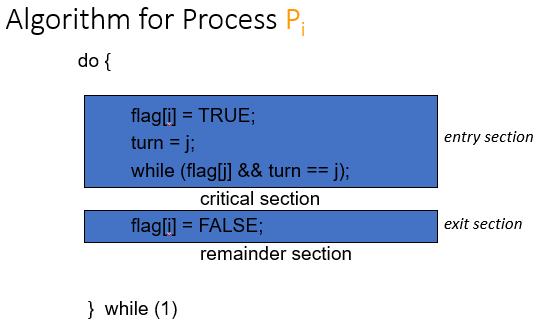 Algorithm for Process Pi
do {
flag[i] = TRUE;
turn = j;
while (flag[j] && turn == j);
entry section
critical section
flag[i] = FALSE;
exit section
remainder section
} while (1)